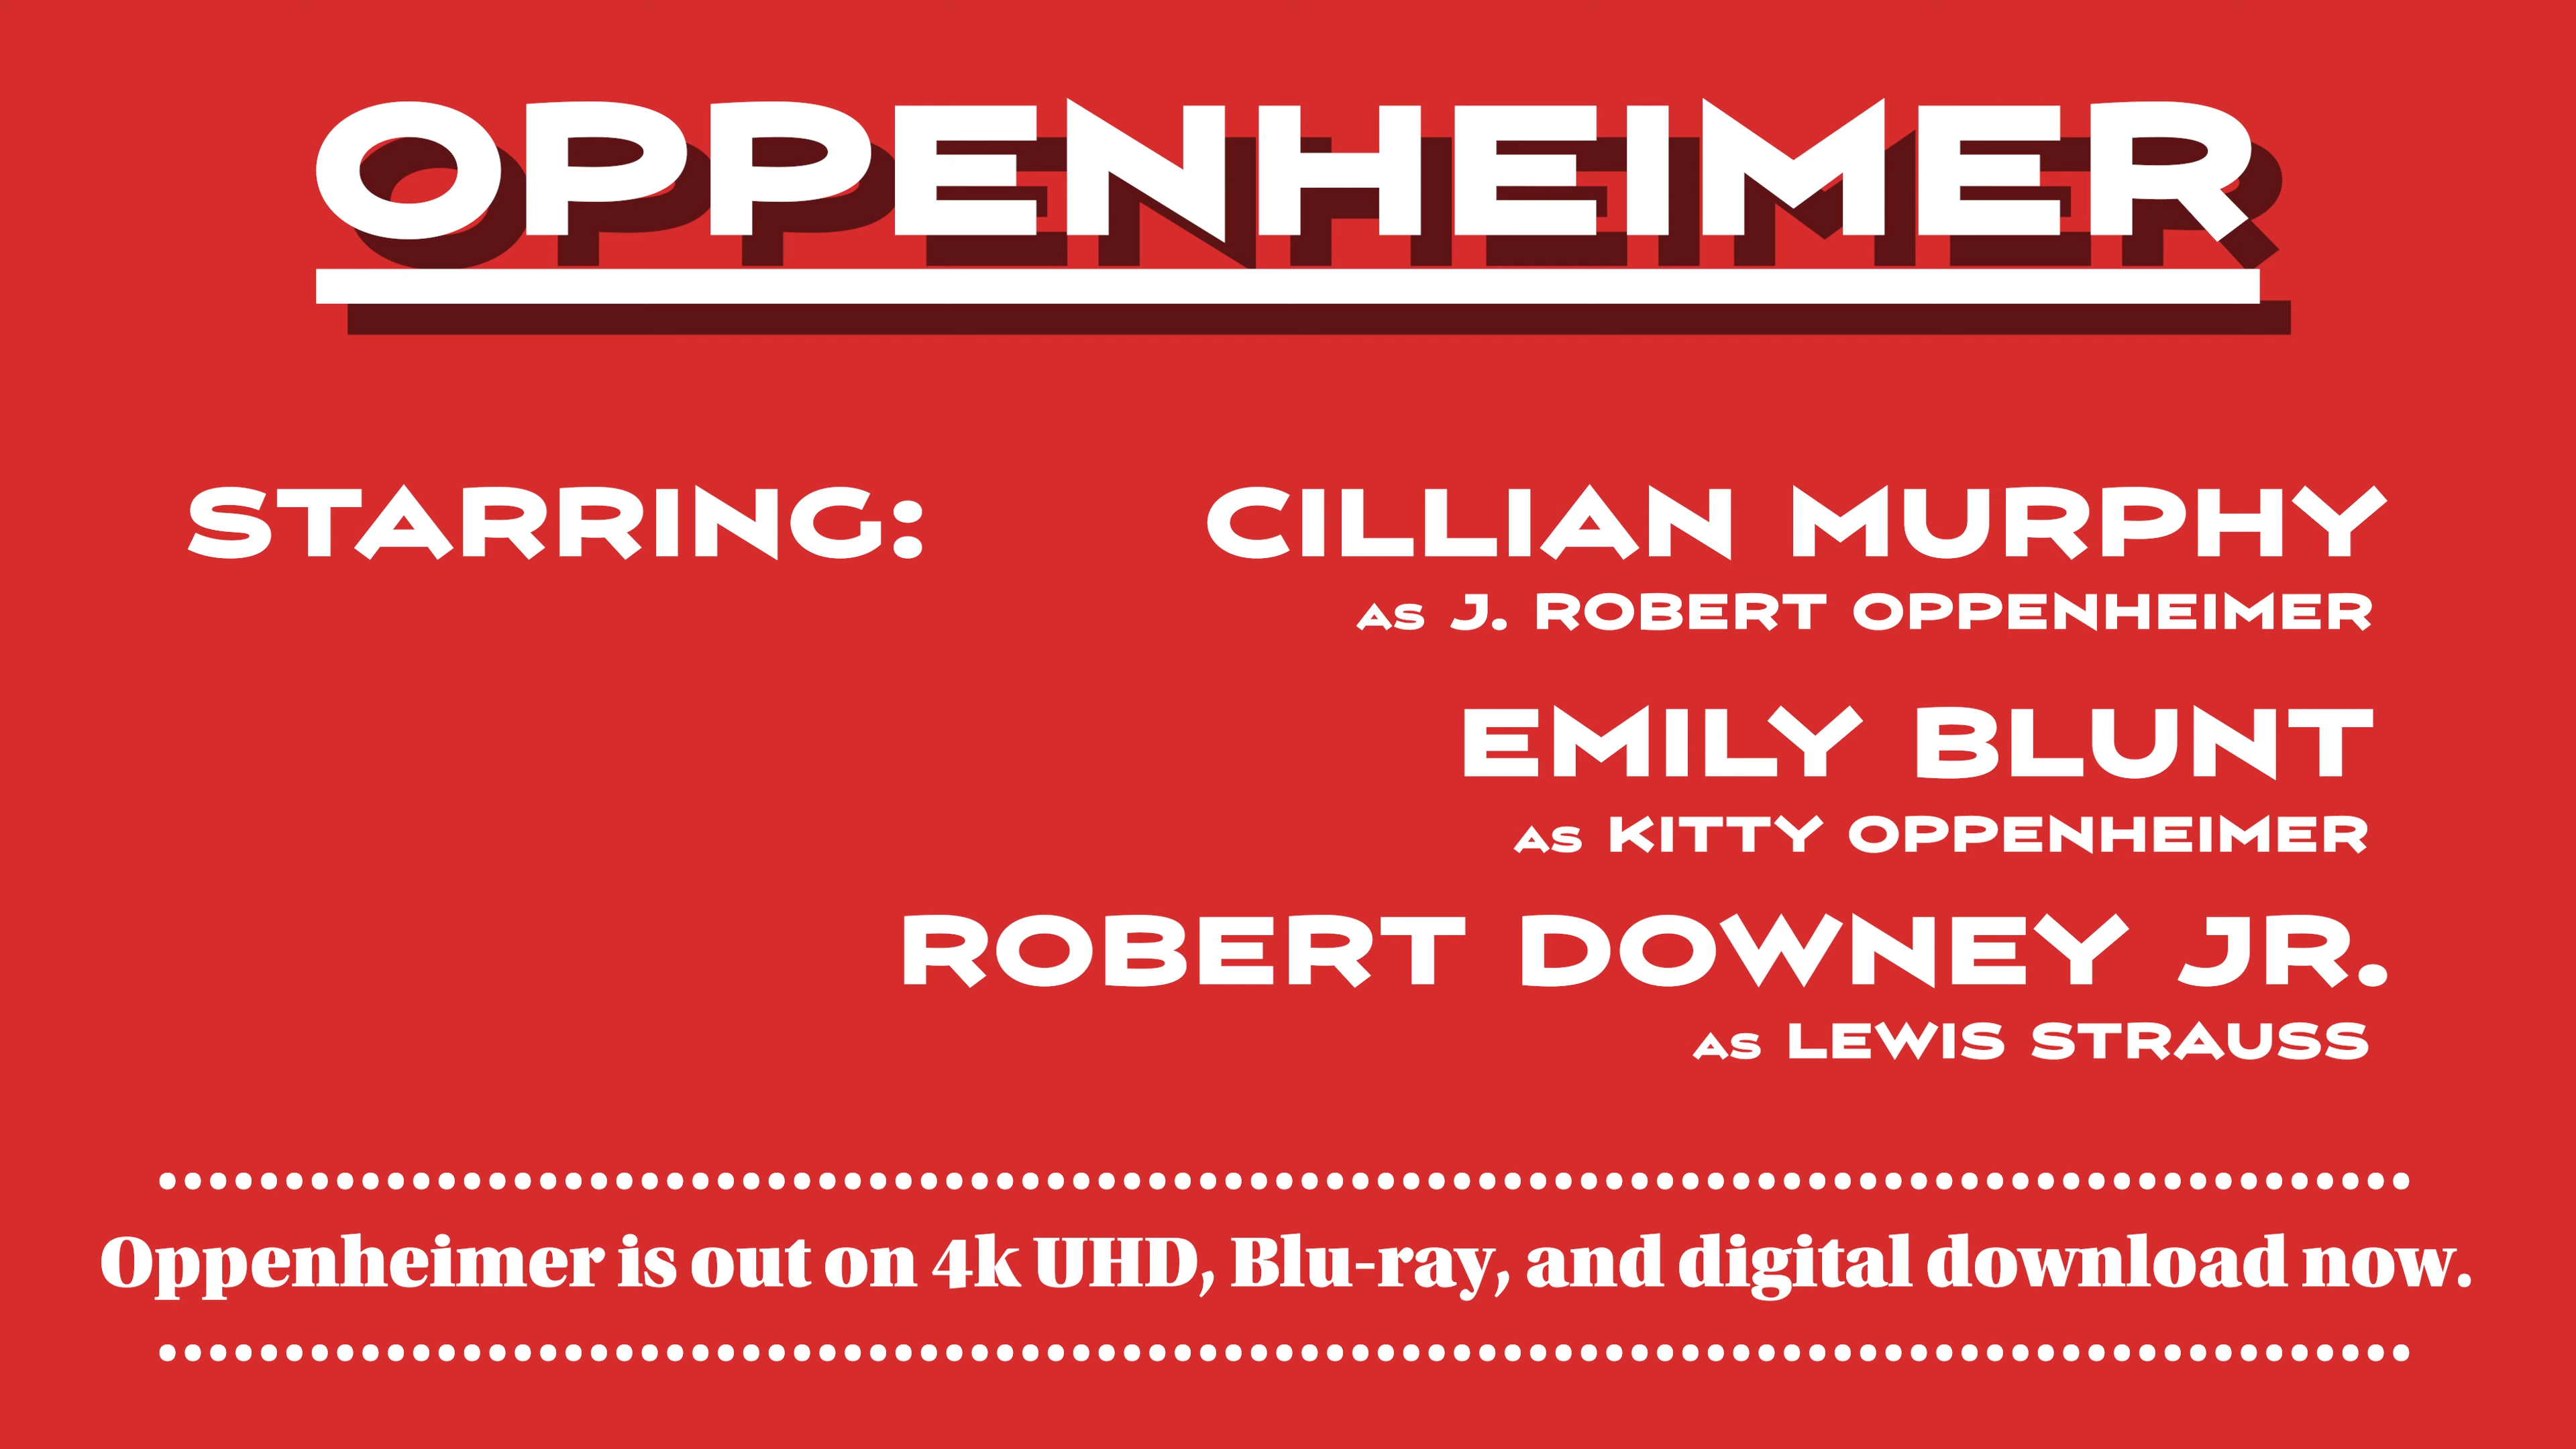 OPPENHEIMER
STARRING: CILLIAN MURPHY
AS J. ROBERT OPPENHEIMER
EMILY BLUNT
AS KITTY OPPENHEIMER
ROBERT DOWNEY JR.
AS LEWIS STRAUSS
Oppenheimer is out on 4k UHD, Blu-ray, and digital download now.